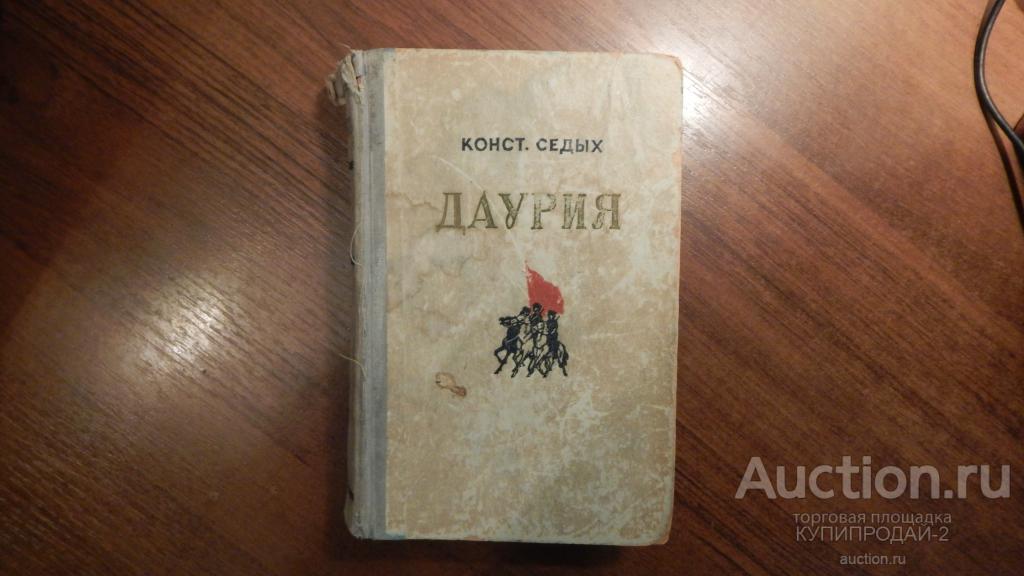 КОНСТ. СЕДЫХ
ДАУРИЯ
Auction.ru
торговая площадка
КУПИПРОДАЙ-2
auction.ru